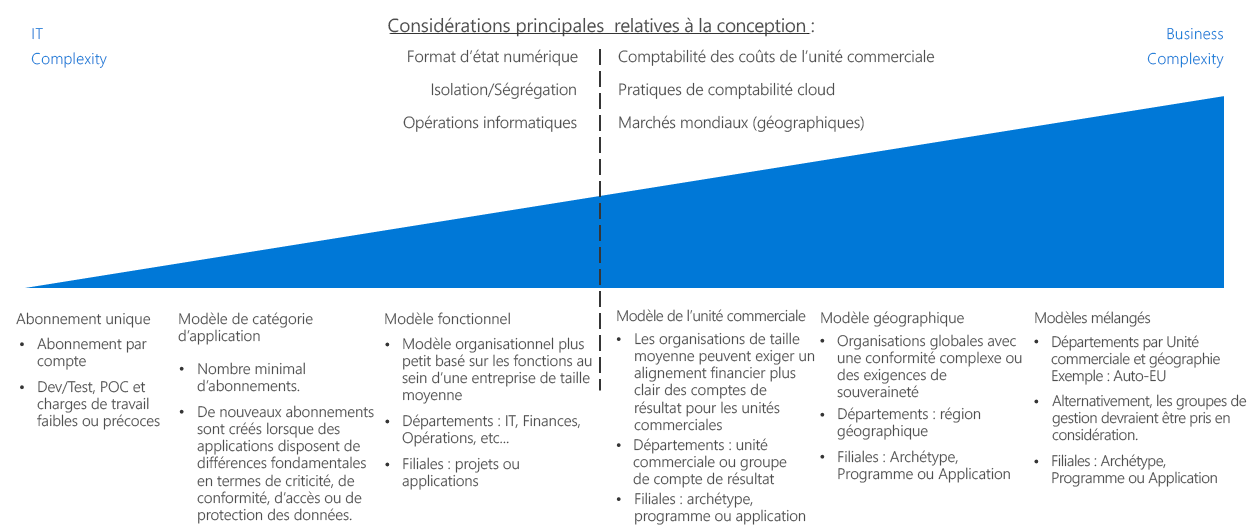 Considérations principales relatives à la conception :
IT
Complexity
Business
Complexity
Format d'état numérique
Isolation/Ségrégation
Opérations informatiques
Comptabilité des coûts de l'unité commerciale
Pratiques de comptabilité cloud
Marchés mondiaux (géographiques)
Abonnement unique
• Abonnement par
compte
• Dev/Test, POC et
charges de travail
faibles ou précoces
Modèle de catégorie
d'application
• Nombre minimal
d'abonnements.
• De nouveaux abonnements
sont créés lorsque des
applications disposent de
différences fondamentales
en termes de criticité, de
conformité, d'accès ou de
protection des données.
Modèle fonctionnel
• Modèle organisationnel plus
petit basé sur les fonctions au
sein d'une entreprise de taille
moyenne
• Départements : IT, Finances,
Opérations, etc...
• Filiales : projets ou
applications
Modèle de l'unité commerciale
• Les organisations de taille
moyenne peuvent exiger un
alignement financier plus
clair des comptes de
résultat pour les unités
commerciales
• Départements : unité
commerciale ou groupe
de compte de résultat
• Filiales : archétype,
programme ou application
Modèle géographique
• Organisations globales avec
une conformité complexe ou
des exigences de
souveraineté
• Départements : région
géographique
• Filiales : Archétype,
Programme ou Application
Modèles mélangés
• Départements par Unité
commerciale et géographie
Exemple : Auto-EU
• Alternativement, les groupes de
gestion devraient être pris en
considération.
• Filiales : Archétype,
Programme ou Application